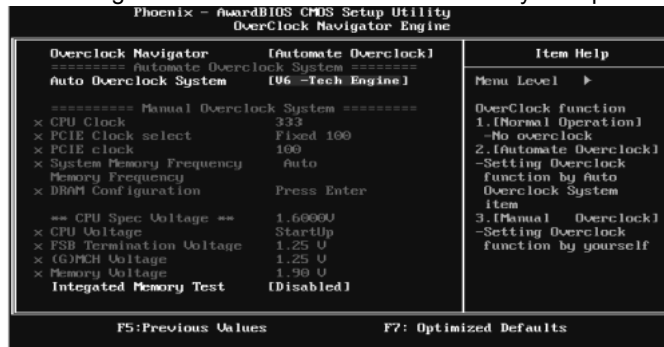 Phoenix - AwardBIOS CMOS Setup Utility
OverClock Navigator Engine
Overclock Navigator [Automate Overclock]
======== Automate Overclock System ========
Auto Overclock System [V6 -Tech Engine]
========== Manual Overclock System =========
x CPU Clock 333
x PCIE Clock select Fixed 100
x PCIE clock 100
x System Memory Frequency Auto
Memory Frequency
x DRAM Configuration Press Enter
== CPU Spec Voltage == 1.6000V
x CPU Voltage StartUp
x FSB Termination Voltage 1.25 V
x (G)MCH Voltage 1.25 V
x Memory Voltage 1.90 V
Integated Memory Test [Disabled]
Item Help
Menu Level ▶
OverClock function
1.[Normal Operation]
-No overclock
2.[Automate Overclock]
-Setting Overclock
function by Auto
Overclock System
item
3.[Manual Overclock]
-Setting Overclock
function by yourself
F5:Previous Values F7: Optimized Defaults